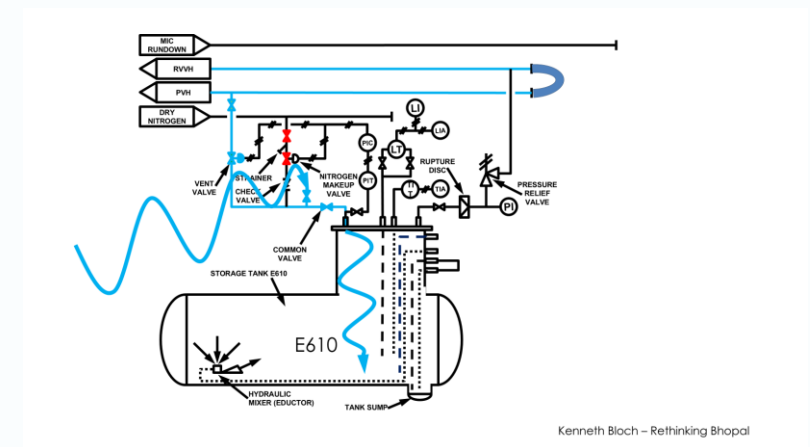 MIC
RUNDOWN
RVVH
PVH
DRY
NITROGEN
LI
LIA
PIC
LT
RUPTURE
DISC
STRAINER
NITROGEN
MAKEUP
VALVE
PIT
TIA
PRESSURE
RELIEF
VALVE
VENT
VALVE
CHECK
VALVE
PI
COMMON
VALVE
STORAGE TANK E610
E610
HYDRAULIC
MIXER (EDUCTOR)
TANK SUMP
Kenneth Bloch – Rethinking Bhopal